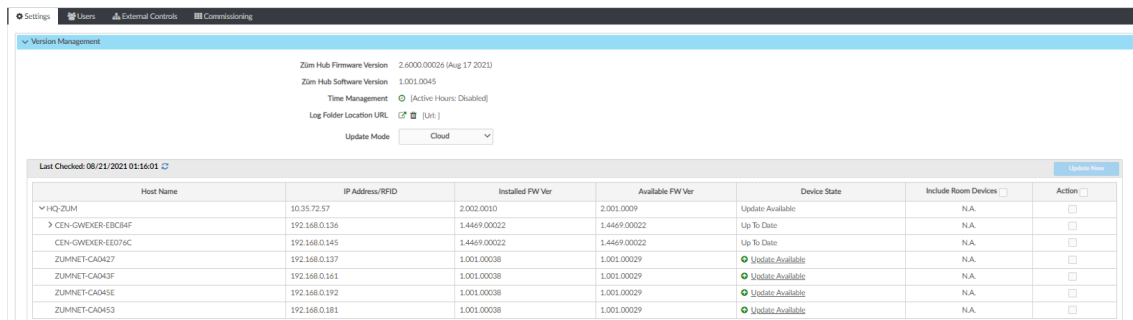 Settings Users External Controls Commissioning
Version Management
Züm Hub Firmware Version 2.6000.00026 (Aug 17 2021)
Züm Hub Software Version 1.001.0045
Time Management [Active Hours: Disabled]
Log Folder Location URL [Url: ]
Update Mode Cloud
Last Checked: 08/21/2021 01:16:01 Update Now
Host Name IP Address/RFID Installed FW Ver Available FW Ver Device State Include Room Devices Action
HQ-ZUM 10.35.72.57 2.002.0010 2.001.0009 Update Available N.A.
CEN-GWEXER-EBC84F 192.168.0.136 1.4469.00022 1.4469.00022 Up To Date N.A.
CEN-GWEXER-EE076C 192.168.0.145 1.4469.00022 1.4469.00022 Up To Date N.A.
ZUMNET-CA0427 192.168.0.137 1.001.00038 1.001.00029 Update Available N.A.
ZUMNET-CA043F 192.168.0.161 1.001.00038 1.001.00029 Update Available N.A.
ZUMNET-CA045E 192.168.0.192 1.001.00038 1.001.00029 Update Available N.A.
ZUMNET-CA0453 192.168.0.181 1.001.00038 1.001.00029 Update Available N.A.